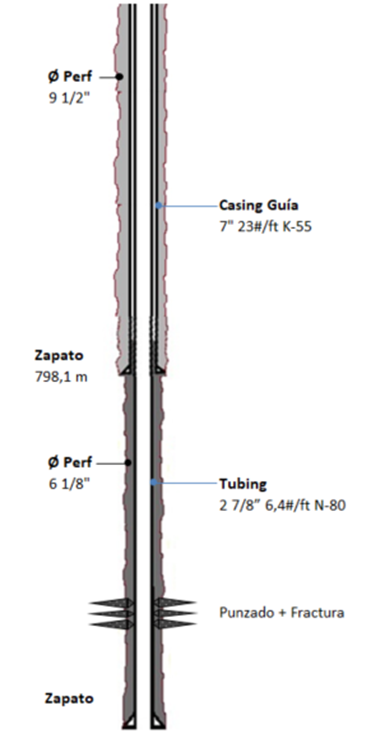 Ø Perf
9 1/2"
Casing Guía
7" 23#/ft K-55
Zapato
798,1 m
Ø Perf
6 1/8"
Tubing
2 7/8” 6,4#/ft N-80
Punzado + Fractura
Zapato